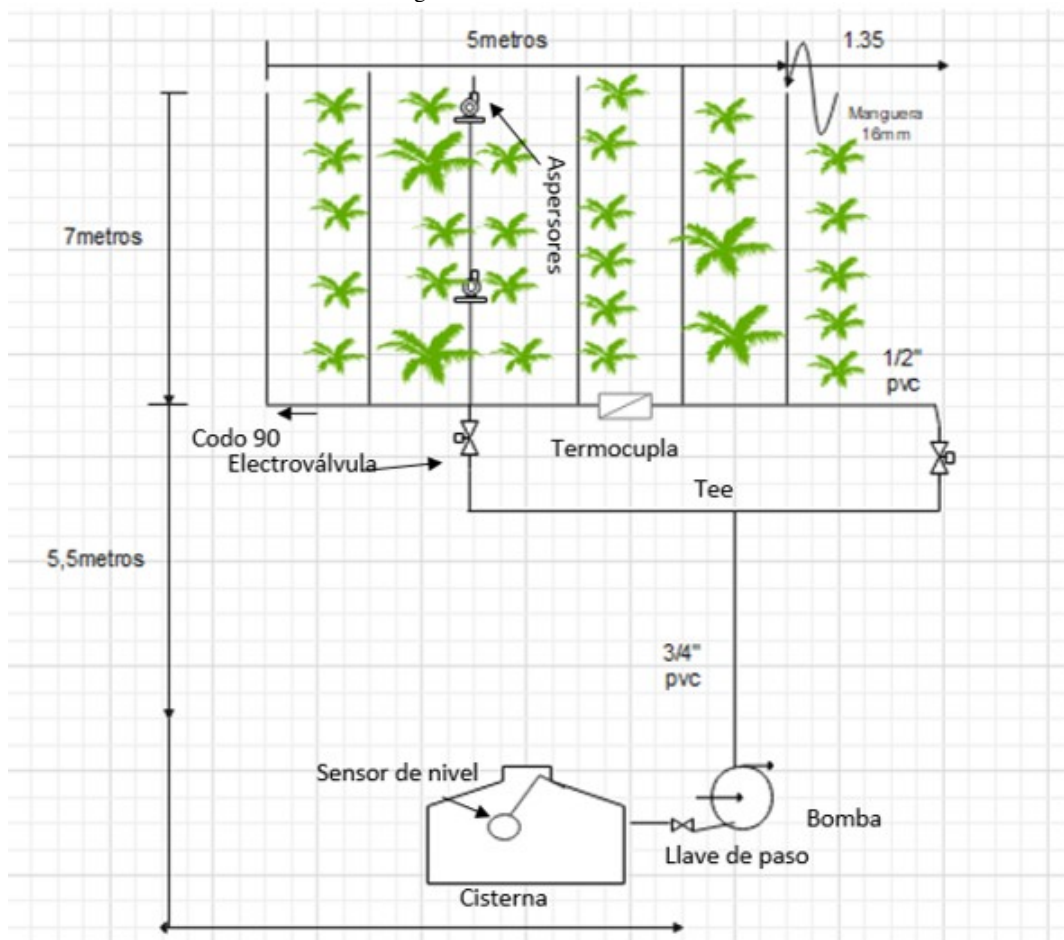 5metros
1.35
Manguera
16mm
Aspersores
7metros
1/2"
pvc
Codo 90
Electroválvula
Termocupla
Tee
5,5metros
3/4"
pvc
Sensor de nivel
Bomba
Llave de paso
Cisterna